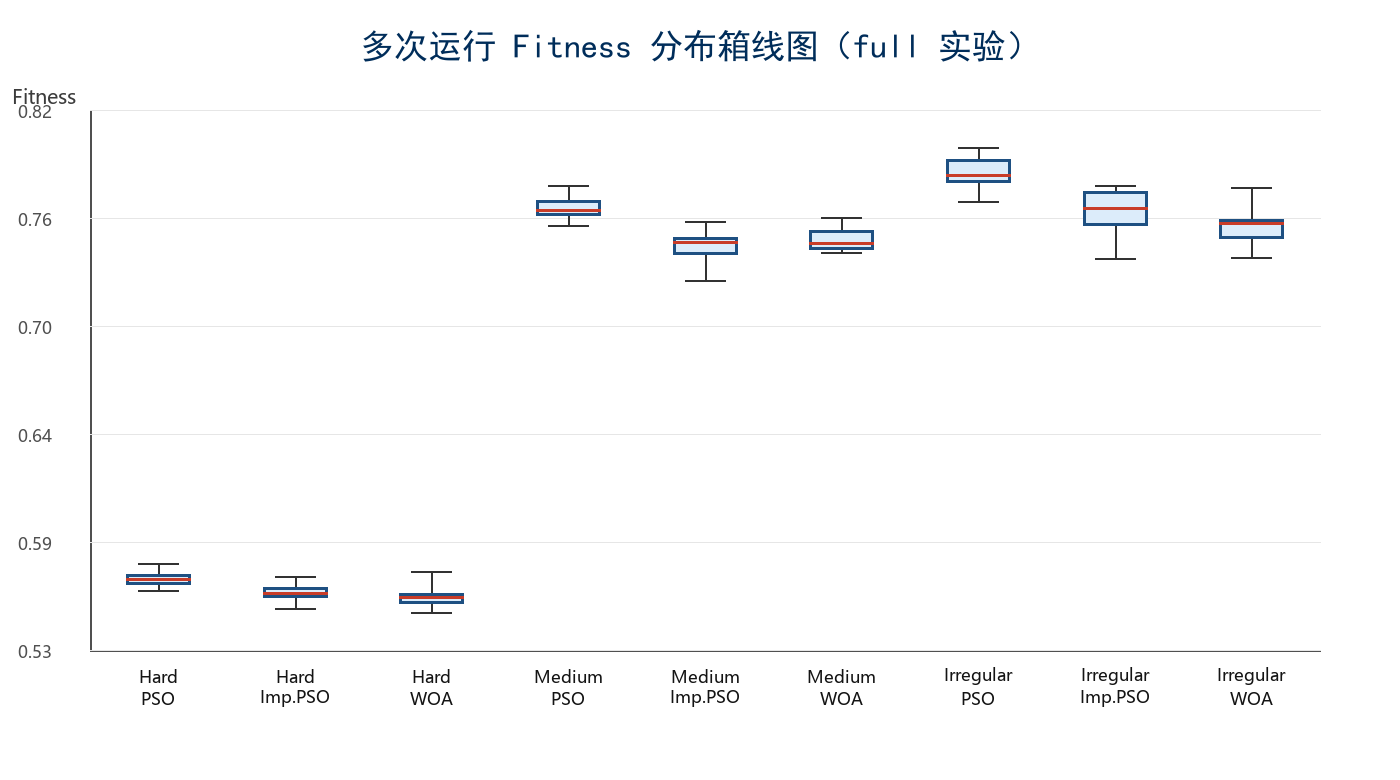 多次运行 Fitness 分布箱线图（full 实验）
Fitness
0.82
0.76
0.70
0.64
0.59
0.53
Hard
PSO
Hard
Imp.PSO
Hard
WOA
Medium
PSO
Medium
Imp.PSO
Medium
WOA
Irregular
PSO
Irregular
Imp.PSO
Irregular
WOA